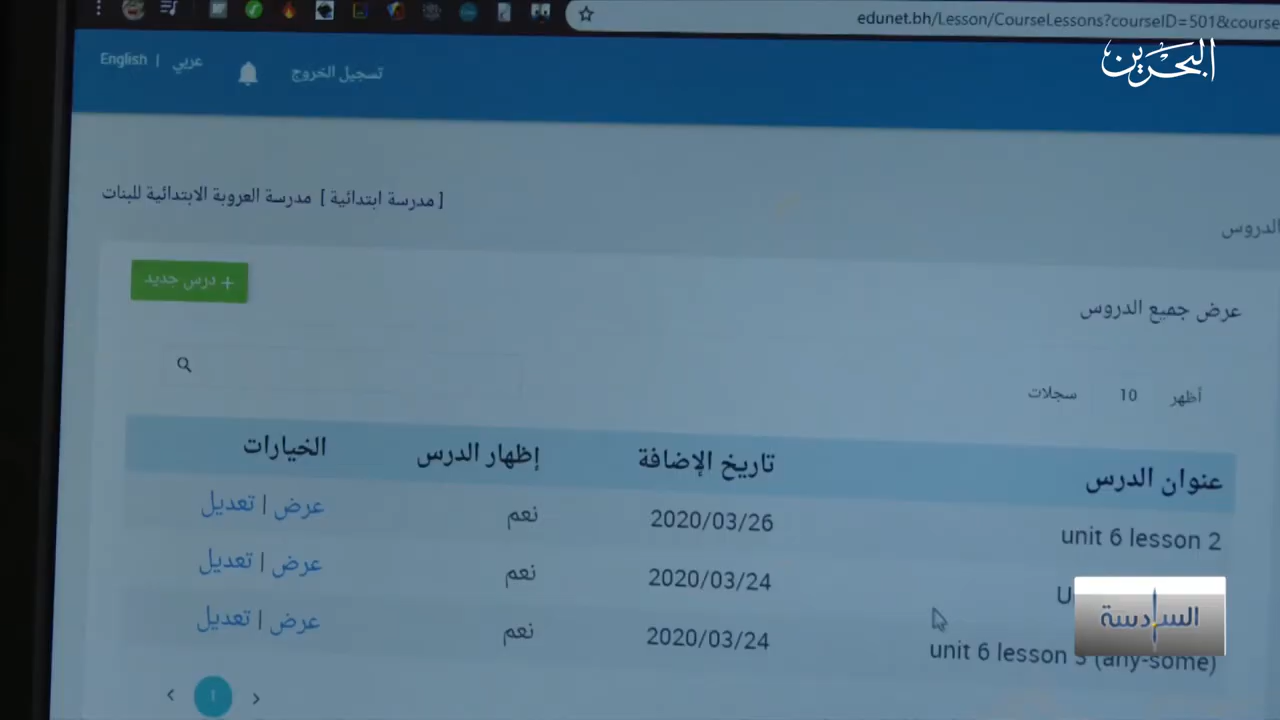 edunet.bh/Lesson/CourseLessons?courseID=501&course
البحرين
English | عربي
تسجيل الخروج
[ مدرسة ابتدائية ] مدرسة العروبة الابتدائية للبنات
الدروس
+ درس جديد
عرض جميع الدروس
أظهر 10 سجلات
عنوان الدرس تاريخ الإضافة إظهار الدرس الخيارات
unit 6 lesson 2 2020/03/26 نعم عرض | تعديل
2020/03/24 نعم عرض | تعديل
unit 6 lesson (any-some) 2020/03/24 نعم عرض | تعديل
السادسة
1